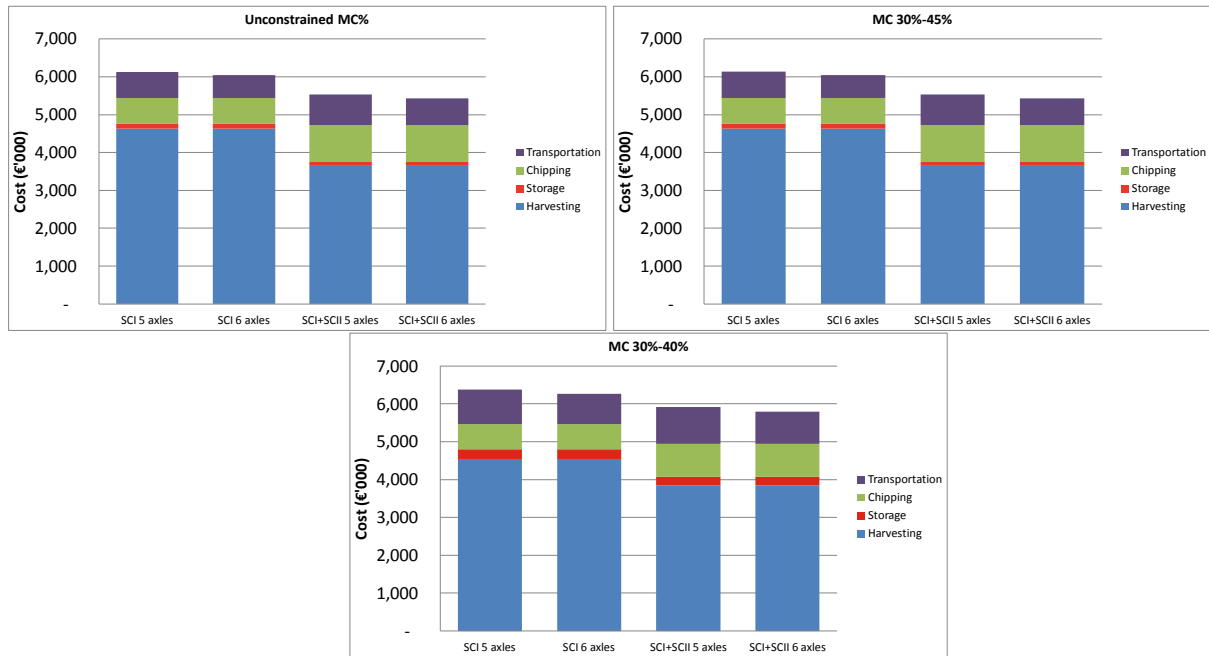 Unconstrained MC%
Cost (€'000)
7,000
6,000
5,000
4,000
3,000
2,000
1,000
-
SCI 5 axles
SCI 6 axles
SCI+SCII 5 axles
SCI+SCII 6 axles
Transportation
Chipping
Storage
Harvesting
MC 30%-45%
Cost (€'000)
7,000
6,000
5,000
4,000
3,000
2,000
1,000
-
SCI 5 axles
SCI 6 axles
SCI+SCII 5 axles
SCI+SCII 6 axles
Transportation
Chipping
Storage
Harvesting
MC 30%-40%
Cost (€'000)
7,000
6,000
5,000
4,000
3,000
2,000
1,000
-
SCI 5 axles
SCI 6 axles
SCI+SCII 5 axles
SCI+SCII 6 axles
Transportation
Chipping
Storage
Harvesting